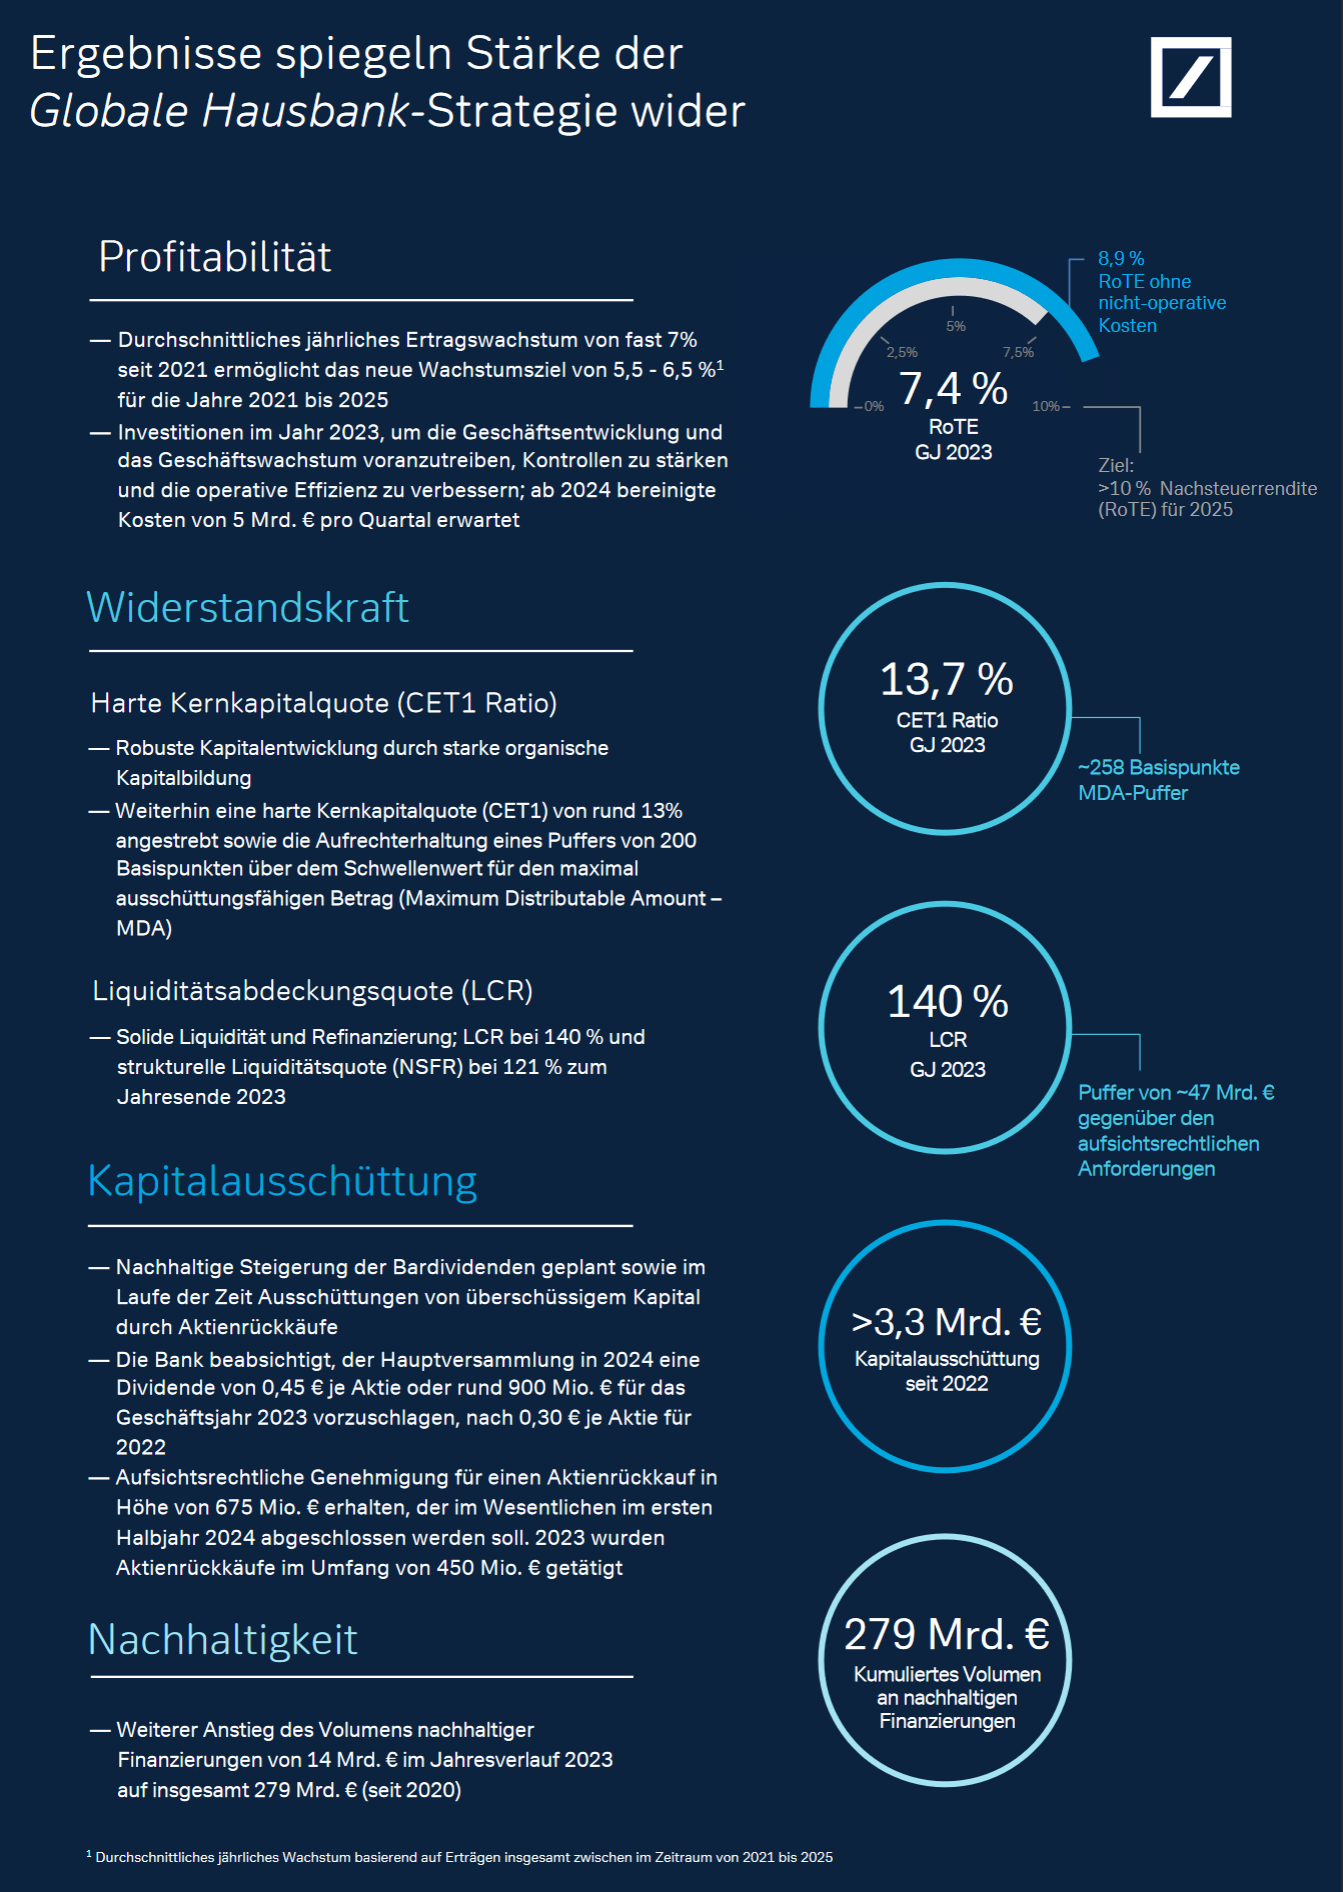 Ergebnisse spiegeln Stärke der
Globale Hausbank-Strategie wider
Profitabilität
— Durchschnittliches jährliches Ertragswachstum von fast 7%
seit 2021 ermöglicht das neue Wachstumsziel von 5,5 - 6,5 %¹
für die Jahre 2021 bis 2025
— Investitionen im Jahr 2023, um die Geschäftsentwicklung und
das Geschäftswachstum voranzutreiben, Kontrollen zu stärken
und die operative Effizienz zu verbessern; ab 2024 bereinigte
Kosten von 5 Mrd. € pro Quartal erwartet
8,9 %
RoTE ohne
nicht-operative
Kosten
5%
2,5%
7,5%
0%
10%
7,4 %
RoTE
GJ 2023
Ziel:
>10 % Nachsteuerrendite
(RoTE) für 2025
Widerstandskraft
Harte Kernkapitalquote (CET1 Ratio)
— Robuste Kapitalentwicklung durch starke organische
Kapitalbildung
— Weiterhin eine harte Kernkapitalquote (CET1) von rund 13%
angestrebt sowie die Aufrechterhaltung eines Puffers von 200
Basispunkten über dem Schwellenwert für den maximal
ausschüttungsfähigen Betrag (Maximum Distributable Amount –
MDA)
13,7 %
CET1 Ratio
GJ 2023
~258 Basispunkte
MDA-Puffer
Liquiditätsabdeckungsquote (LCR)
— Solide Liquidität und Refinanzierung; LCR bei 140 % und
strukturelle Liquiditätsquote (NSFR) bei 121 % zum
Jahresende 2023
140 %
LCR
GJ 2023
Puffer von ~47 Mrd. €
gegenüber den
aufsichtsrechtlichen
Anforderungen
Kapitalausschüttung
— Nachhaltige Steigerung der Bardividenden geplant sowie im
Laufe der Zeit Ausschüttungen von überschüssigem Kapital
durch Aktienrückkäufe
— Die Bank beabsichtigt, der Hauptversammlung in 2024 eine
Dividende von 0,45 € je Aktie oder rund 900 Mio. € für das
Geschäftsjahr 2023 vorzuschlagen, nach 0,30 € je Aktie für
2022
— Aufsichtsrechtliche Genehmigung für einen Aktienrückkauf in
Höhe von 675 Mio. € erhalten, der im Wesentlichen im ersten
Halbjahr 2024 abgeschlossen werden soll. 2023 wurden
Aktienrückkäufe im Umfang von 450 Mio. € getätigt
>3,3 Mrd. €
Kapitalausschüttung
seit 2022
Nachhaltigkeit
— Weiterer Anstieg des Volumens nachhaltiger
Finanzierungen von 14 Mrd. € im Jahresverlauf 2023
auf insgesamt 279 Mrd. € (seit 2020)
279 Mrd. €
Kumuliertes Volumen
an nachhaltigen
Finanzierungen
¹ Durchschnittliches jährliches Wachstum basierend auf Erträgen insgesamt zwischen im Zeitraum von 2021 bis 2025